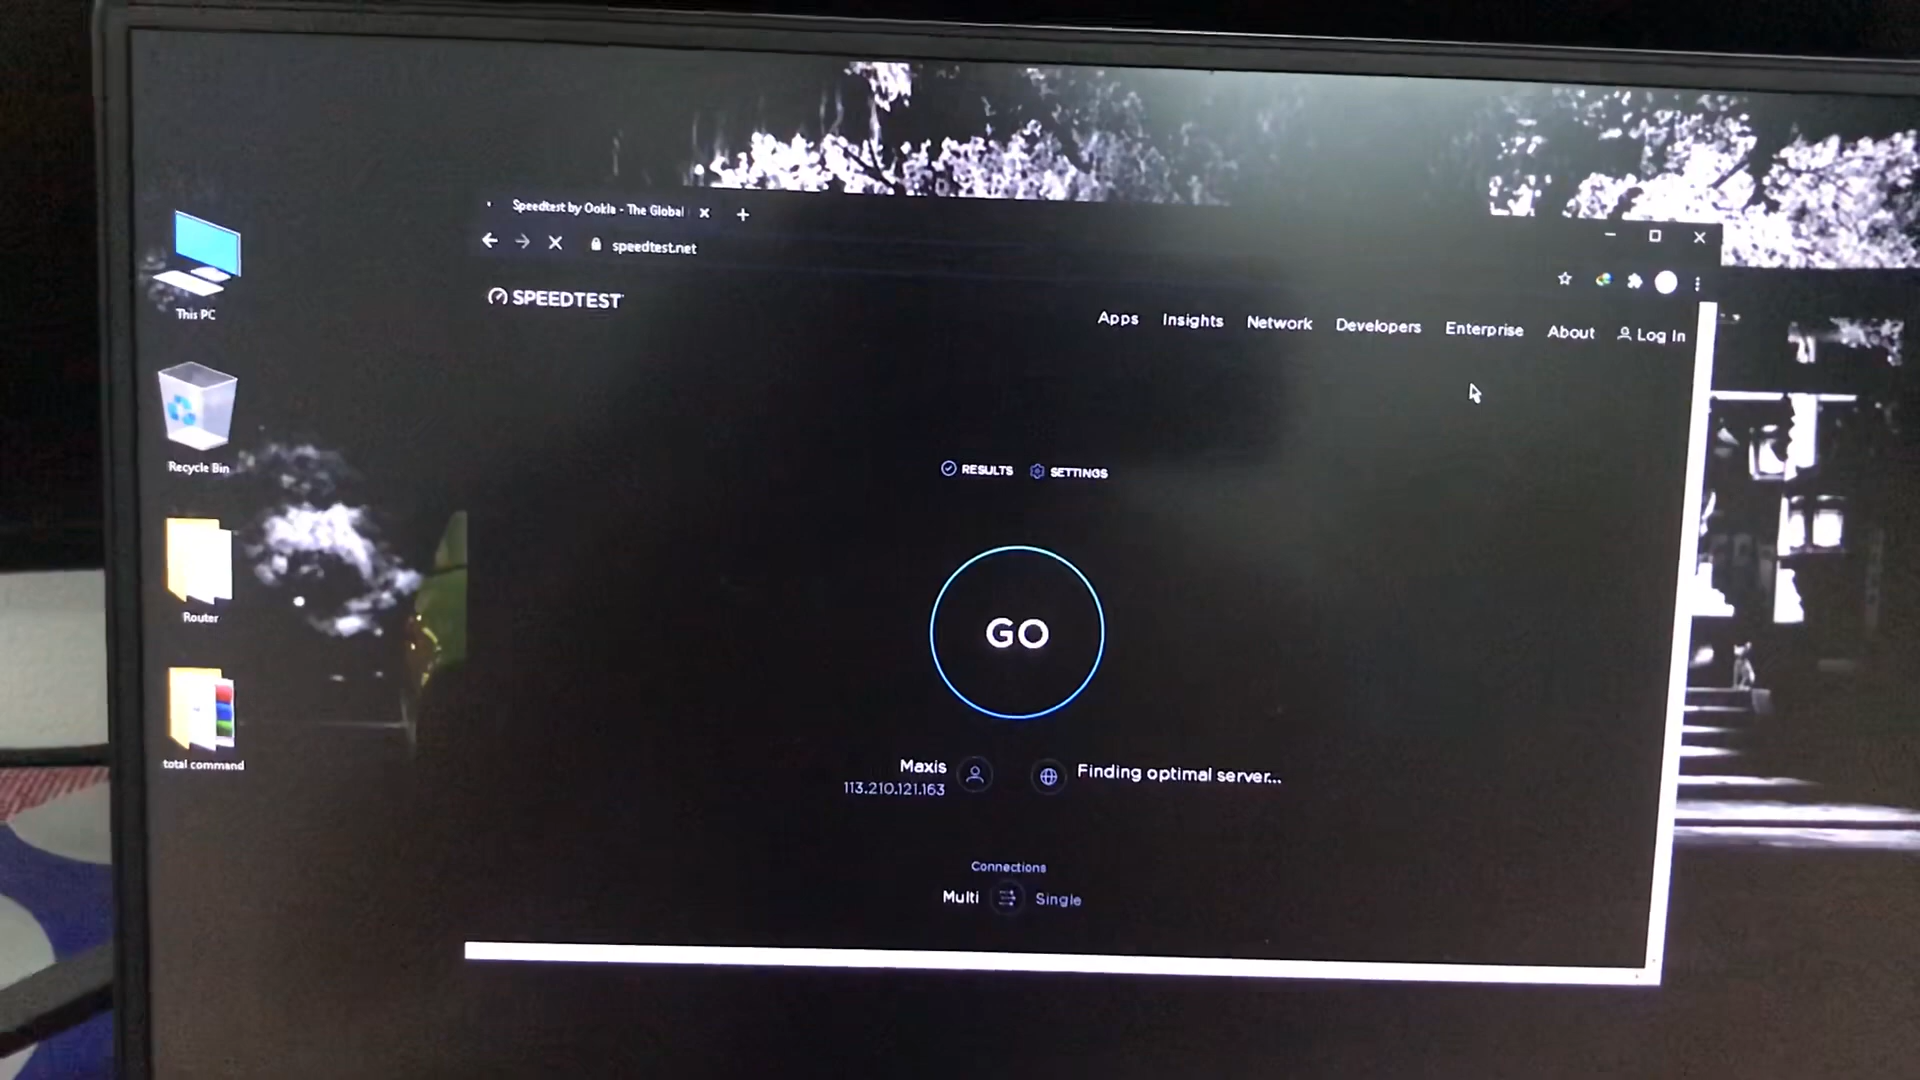 Speedtest by Ookla - The Global
speedtest.net
SPEEDTEST
Apps Insights Network Developers Enterprise About Log In
RESULTS SETTINGS
GO
Maxis
113.210.121.163
Finding optimal server...
Connections
Multi Single
This PC
Recycle Bin
Router
total command